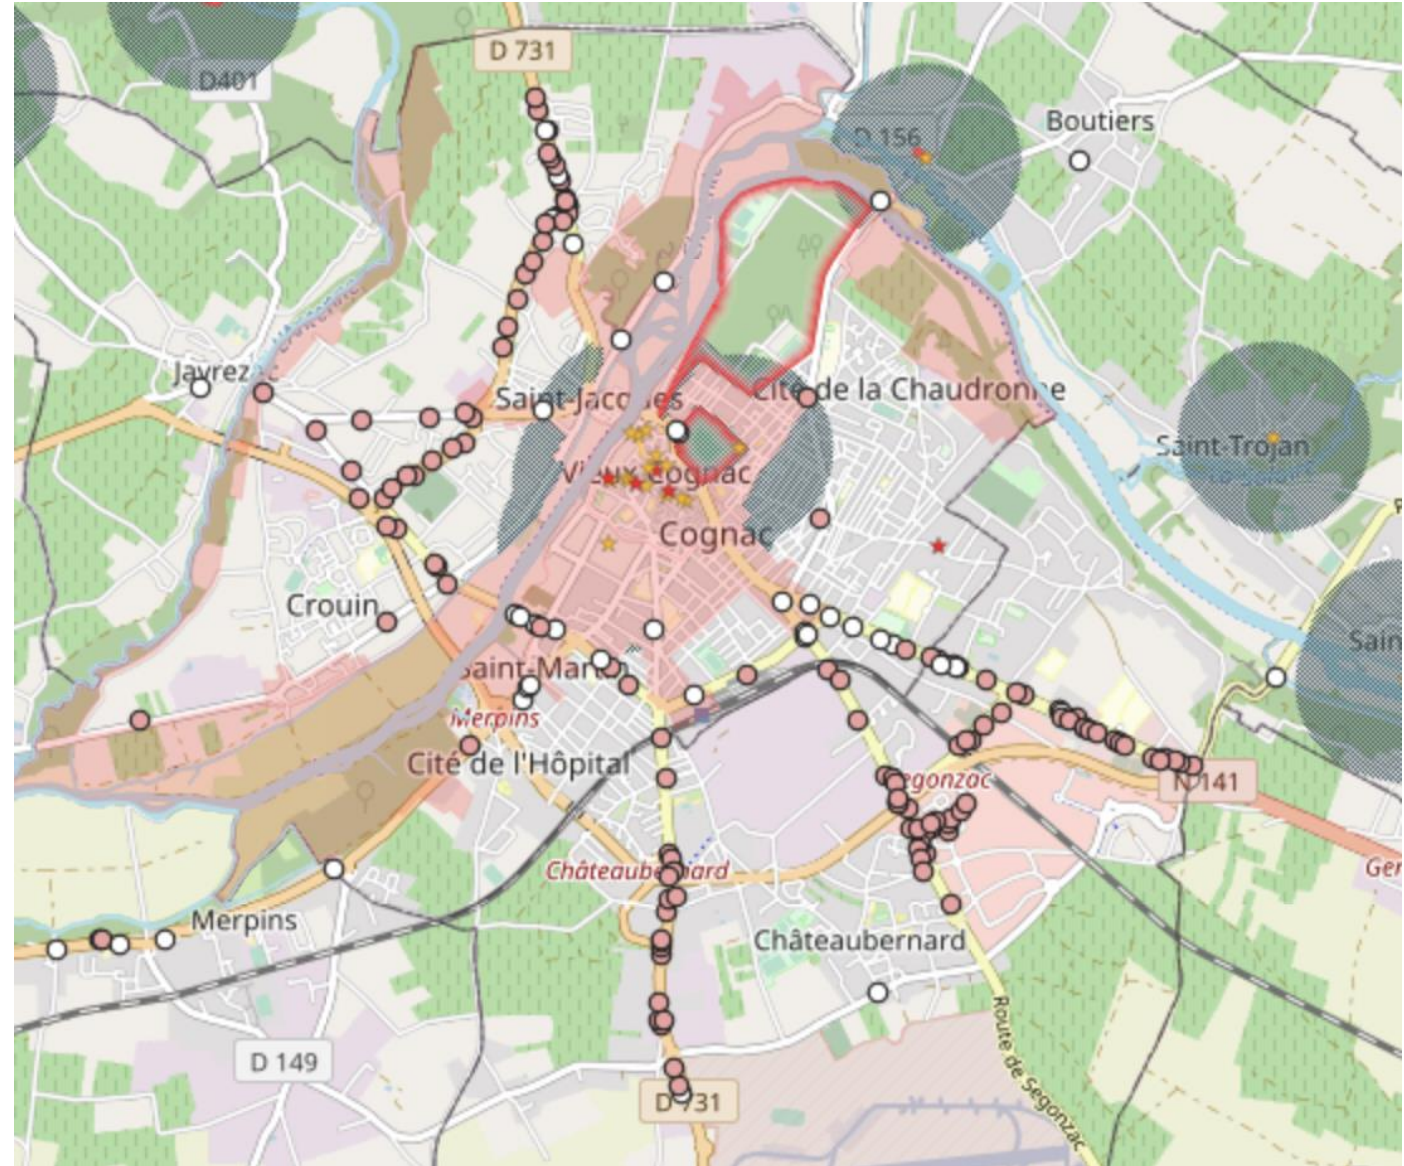 D 731
D401
D 156
Boutiers
Javrez
Saint-Jacques
Cité de la Chaudronne
Saint-Trojan
Vieux Cognac
Cognac
Crouin
Saint-Martin
Merpins
Cité de l'Hôpital
Segonzac
N 141
Châteaubernard
Merpins
Châteaubernard
D 149
D 731
Route de Segonzac